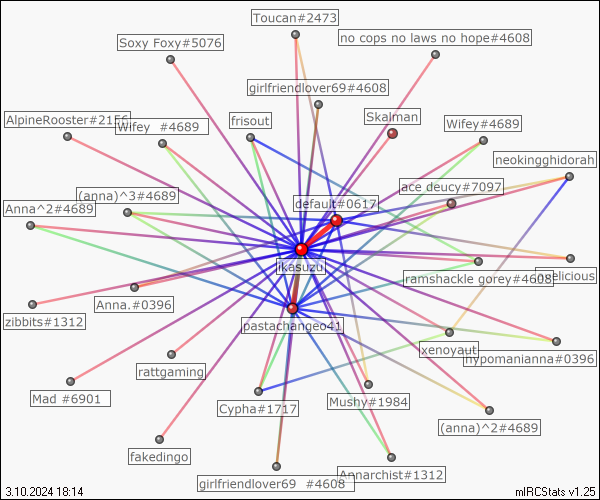 Toucan#2473
Soxy Foxy#5076
no cops no laws no hope#4608
girlfriendlover69#4608
AlpineRooster#2156
Wifey #4689
frisout
Skalman
Wifey#4689
neokingghidorah
ace deucy#7097
(anna)^3#4689
Anna^2#4689
default#0617
jkasuzu
ramshackle gorey#4608
elicious
Anna.#0396
zibbits#1312
pastachangeo41
xenoyaut
hypomanianna#0396
rattgaming
Mad #6901
Cypha#1717
Mushy#1984
(anna)^2#4689
fakedingo
girlfriendlover69 #4608
Annarchist#1312
3.10.2024 18:14
mIRCStats v1.25